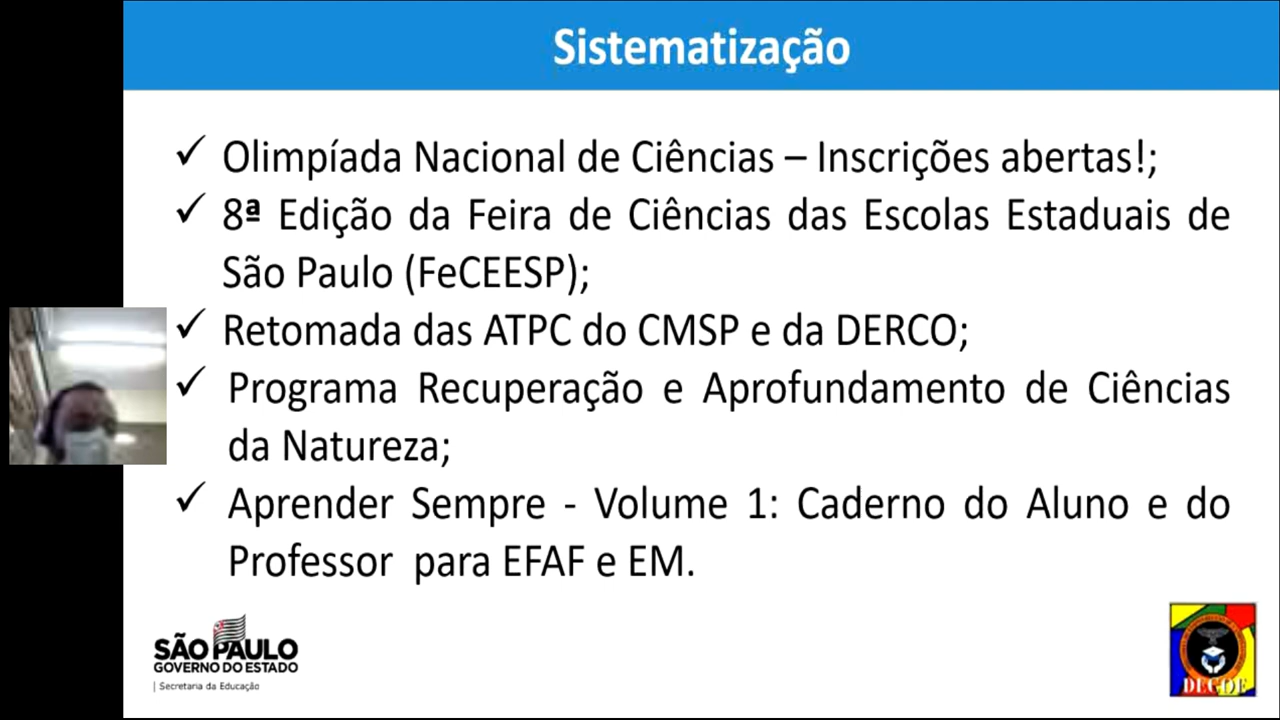 Sistematização
✓ Olimpíada Nacional de Ciências – Inscrições abertas!;
✓ 8ª Edição da Feira de Ciências das Escolas Estaduais de
São Paulo (FeCEESP);
✓ Retomada das ATPC do CMSP e da DERCO;
✓ Programa Recuperação e Aprofundamento de Ciências
da Natureza;
✓ Aprender Sempre - Volume 1: Caderno do Aluno e do
Professor para EFAF e EM.
SÃO PAULO
GOVERNO DO ESTADO
| Secretaria da Educação